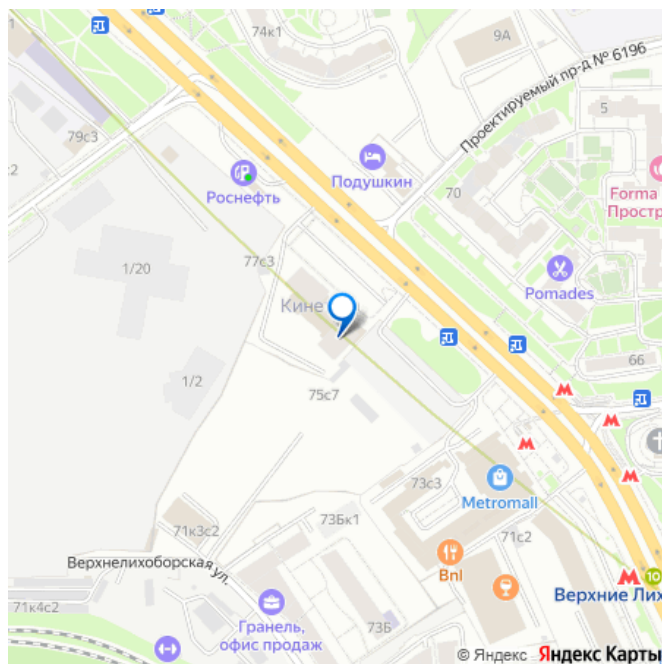 74к1
9А
Проектируемый пр-д № 6196
5
79с3
Подушкин
Роснефть
70
Forma
Простр
77с3
1/20
Pomades
Кине
66
1/2
75с7
73с3
Metromall
73Бк1
71с2
71к3с2
Bnl
Верхнелихоборская ул.
10
Верхние Лих
71к4с2
Гранель,
офис продаж
73Б
© Яндекс Яндекс Карты